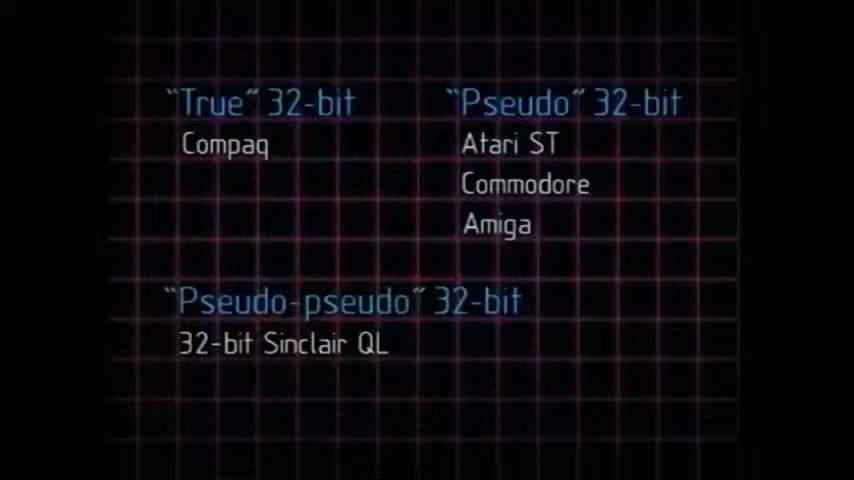 “True” 32-bit
Compaq
“Pseudo” 32-bit
Atari ST
Commodore
Amiga
“Pseudo-pseudo” 32-bit
32-bit Sinclair QL